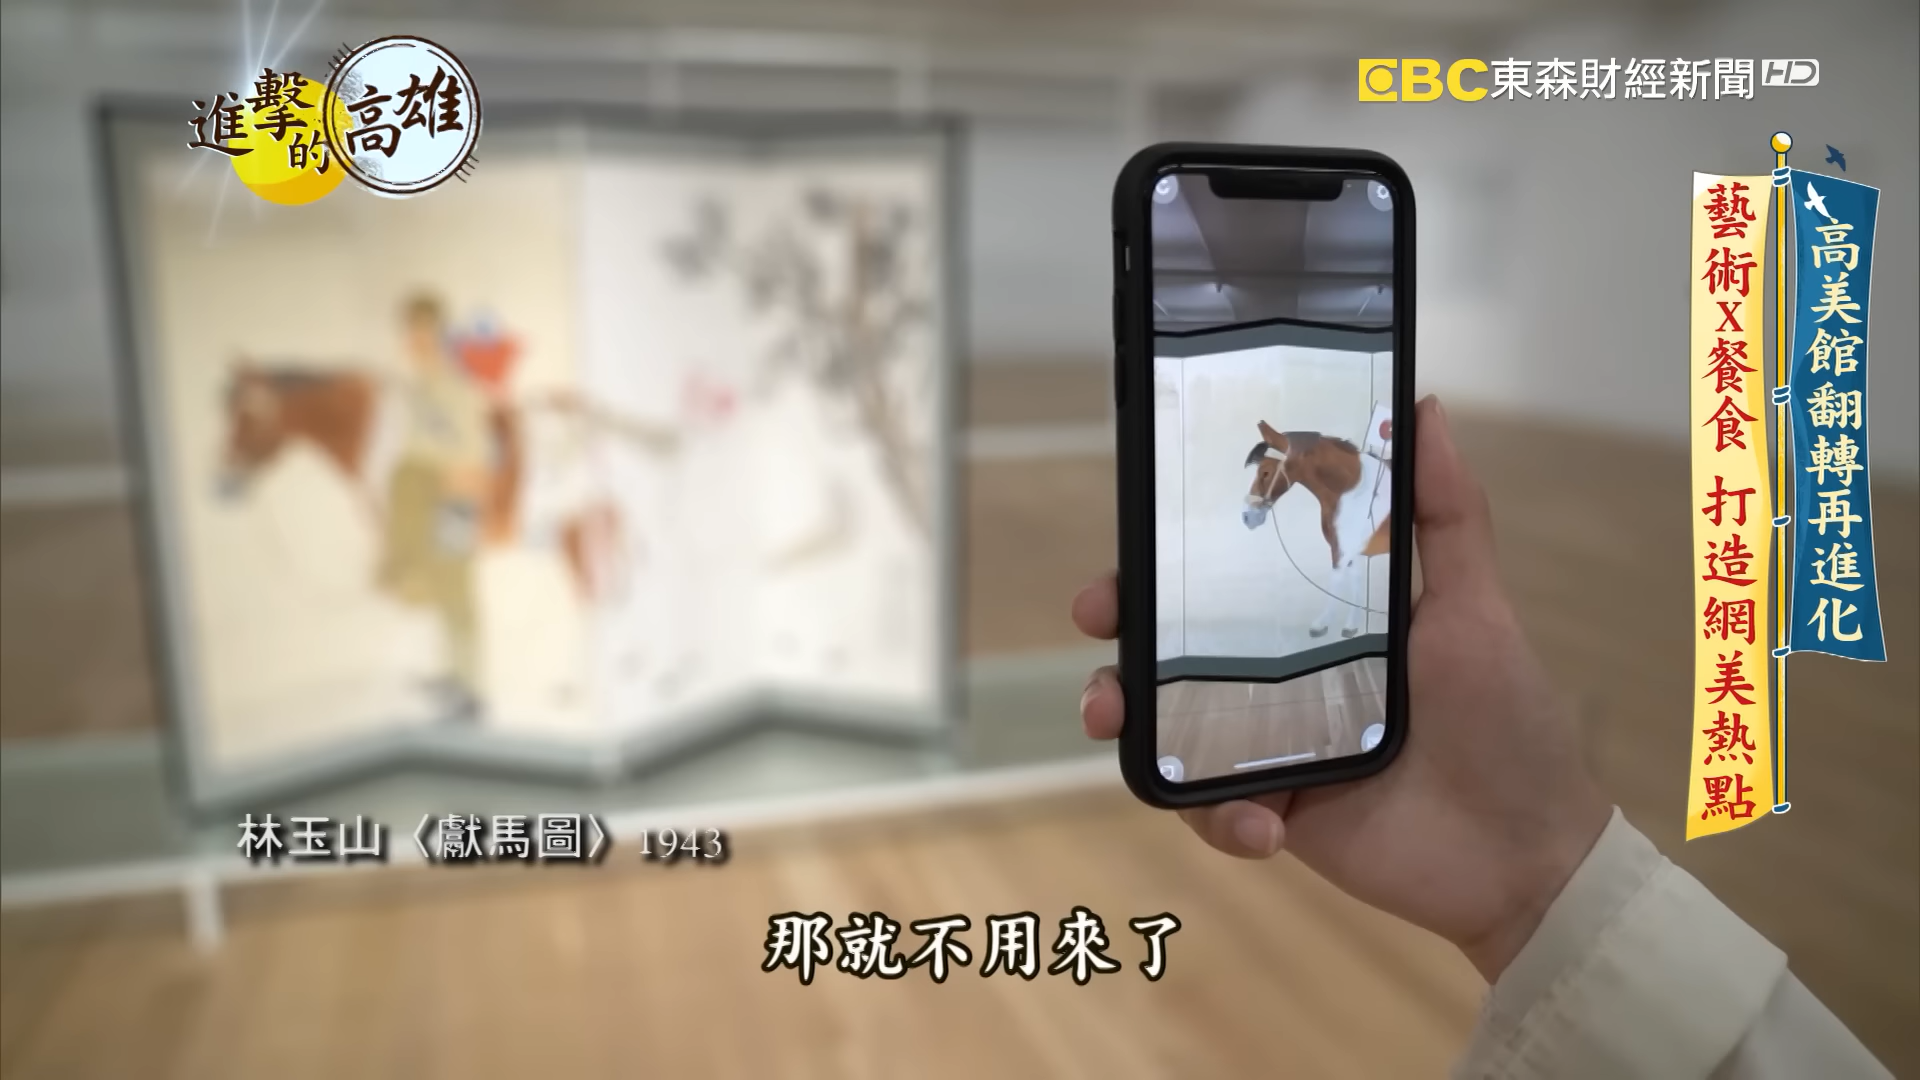 進擊的高雄
EBC東森財經新聞HD
高美館翻轉再進化
藝術X餐食 打造網美熱點
林玉山〈獻馬圖〉1943
那就不用來了